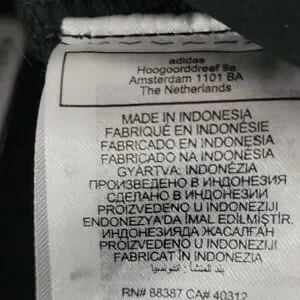 adidas
Hoogoorddreef 9a
Amsterdam 1101 BA
The Netherlands
MADE IN INDONESIA
FABRIQUÉ EN INDONÉSIE
FABRICADO EN INDONESIA
FABRICADO NA INDONÉSIA
GYÁRTVA: INDONÉZIA
ПРОИЗВЕДЕНО В ИНДОНЕЗИЯ
СДЕЛАНО В ИНДОНЕЗИИ
PROIZVEDENO U INDONEZIJI
ENDONEZYA'DA İMAL EDİLMİŞTİR.
ИНДОНЕЗИЯДА ЖАСАЛҒАН
PROIZVEDENO U INDONEZIJI
FABRICAT ÎN INDONEZIA
بلد المنشأ: أندونيسيا
RN# 88387 CA# 40312